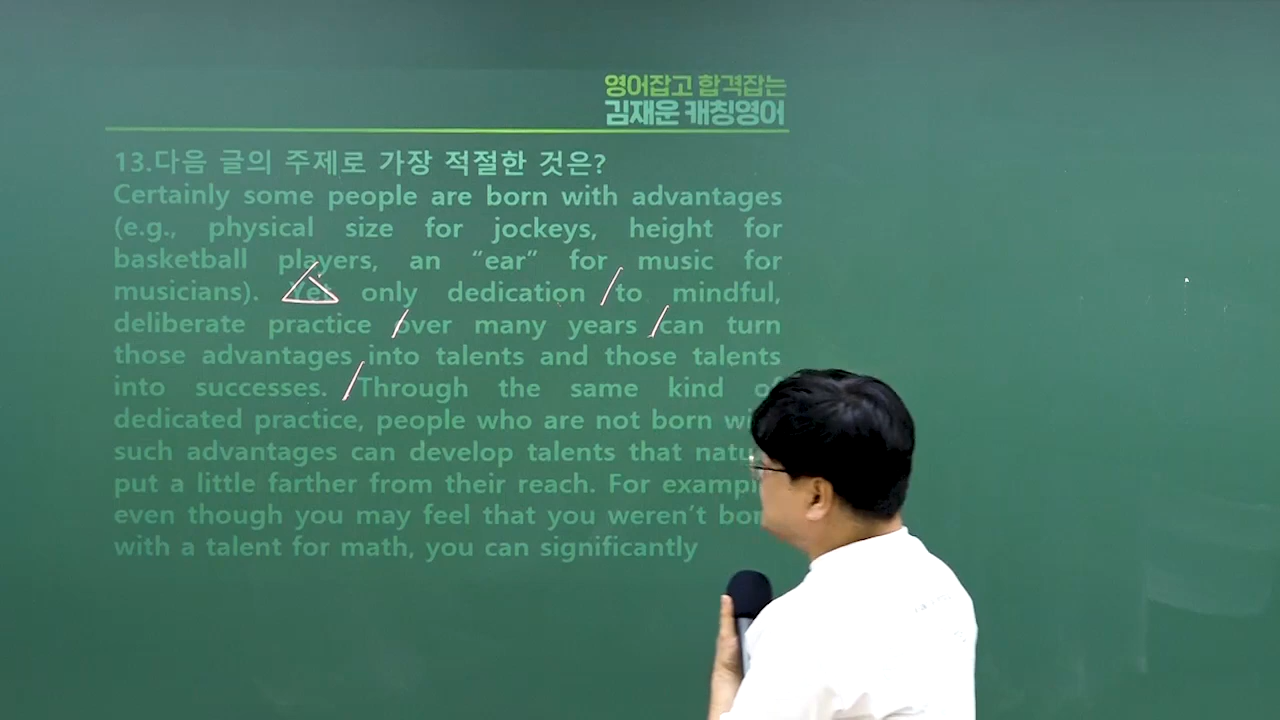 영어잡고 합격잡는
김재운 캐칭영어
13.다음 글의 주제로 가장 적절한 것은?
Certainly some people are born with advantages
(e.g., physical size for jockeys, height for
basketball players, an “ear” for music for
musicians). Yet only dedication to mindful,
deliberate practice over many years can turn
those advantages into talents and those talents
into successes. Through the same kind of
dedicated practice, people who are not born
such advantages can develop talents that
put a little farther from their reach. For
even though you may feel that you weren’t
with a talent for math, you can significantly